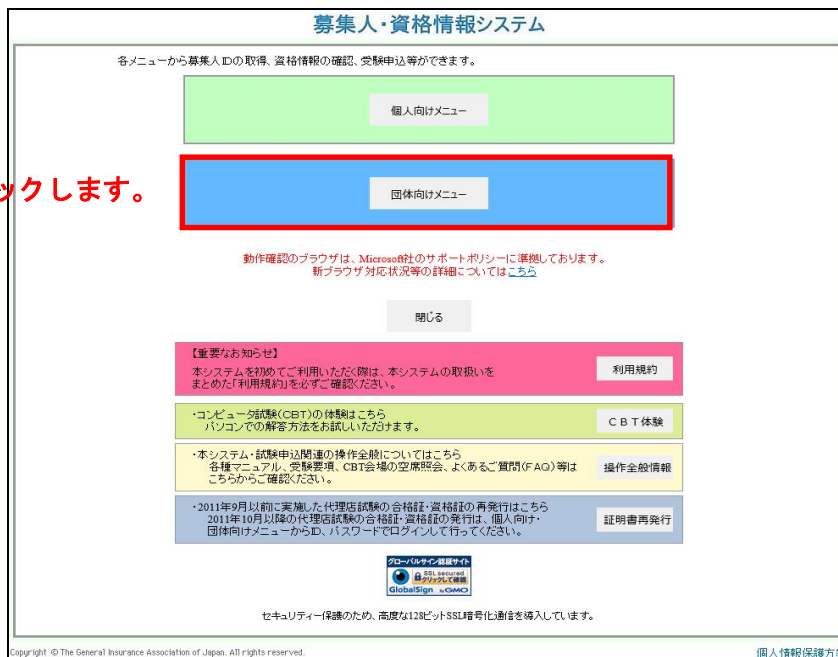 募集人・資格情報システム
各メニューから募集人IDの取得、資格情報の確認、受験申込等ができます。
個人向けメニュー
ックします。
団体向けメニュー
動作確認のブラウザは、Microsoft社のサポートポリシーに準拠しております。
新ブラウザ対応状況等の詳細についてはこちら
閉じる
【重要なお知らせ】
本システムを初めてご利用いただく際は、本システムの取扱いを
まとめた「利用規約」を必ずご確認ください。
利用規約
・コンピュータ試験(CBT)の体験はこちら
パソコンでの解答方法をお試しいただけます。
ＣＢＴ体験
・本システム・試験申込関連の操作全般についてはこちら
各種マニュアル、受験要項、CBT会場の空席照会、よくあるご質問(FAQ)等は
こちらからご確認ください。
操作全般情報
・2011年9月以前に実施した代理店試験の合格証・資格証の再発行はこちら
2011年10月以降の代理店試験の合格証・資格証の発行は、個人向け・
団体向けメニューからID、パスワードでログインして行ってください。
証明書再発行
グローバルサイン認証サイト
SSL secured
クリックして確認
GlobalSign by GMO
セキュリティー保護のため、高度な128ビットSSL暗号化通信を導入しています。
Copyright © The General Insurance Association of Japan. All rights reserved.
個人情報保護方